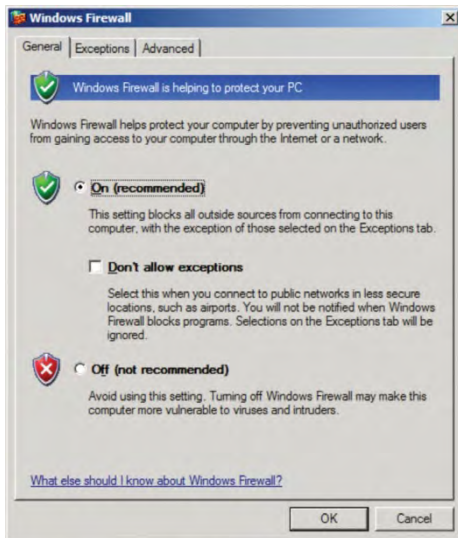 Windows Firewall
General Exceptions Advanced
Windows Firewall is helping to protect your PC
Windows Firewall helps protect your computer by preventing unauthorized users
from gaining access to your computer through the Internet or a network.
On (recommended)
This setting blocks all outside sources from connecting to this
computer, with the exception of those selected on the Exceptions tab.
Don't allow exceptions
Select this when you connect to public networks in less secure
locations, such as airports. You will not be notified when Windows
Firewall blocks programs. Selections on the Exceptions tab will be
ignored.
Off (not recommended)
Avoid using this setting. Turning off Windows Firewall may make this
computer more vulnerable to viruses and intruders.
What else should I know about Windows Firewall?
OK Cancel